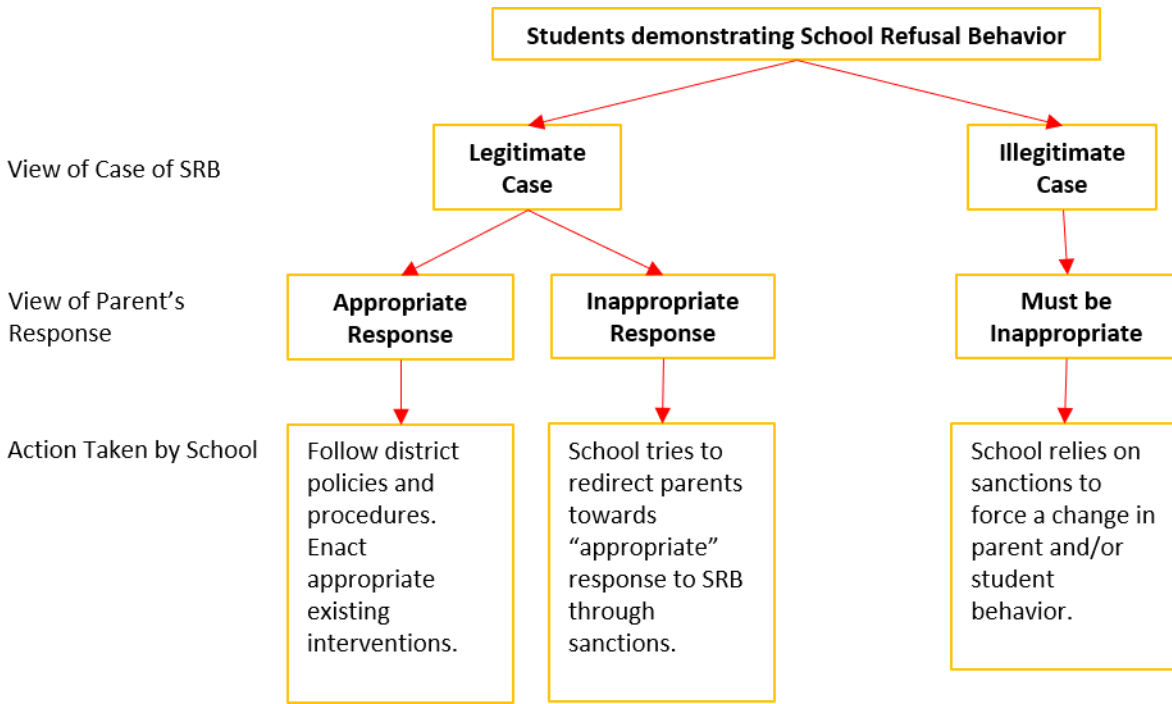 Students demonstrating School Refusal Behavior
View of Case of SRB
Legitimate
Case
Illegitimate
Case
View of Parent's
Response
Appropriate
Response
Inappropriate
Response
Must be
Inappropriate
Action Taken by School
Follow district
policies and
procedures.
Enact
appropriate
existing
interventions.
School tries to
redirect parents
towards
“appropriate”
response to SRB
through
sanctions.
School relies on
sanctions to
force a change in
parent and/or
student
behavior.